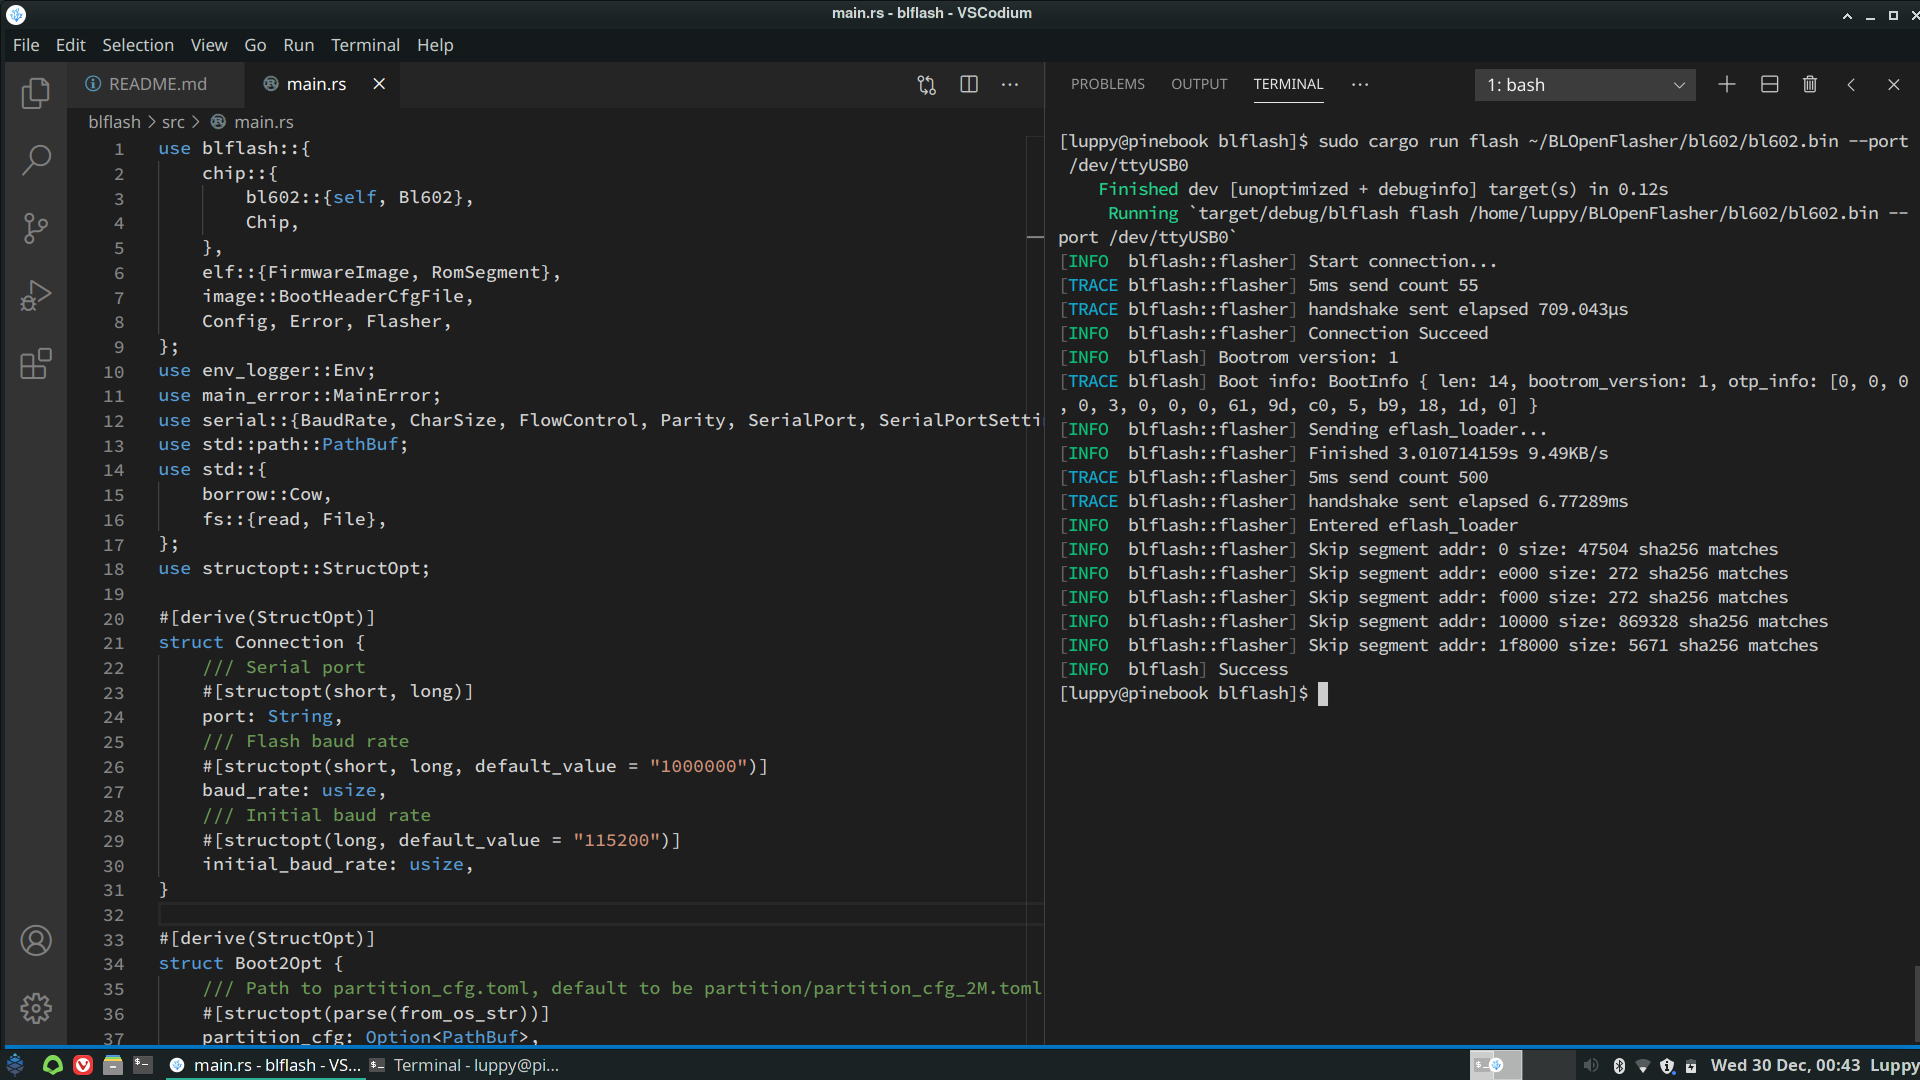 main.rs - blflash - VSCodium
File Edit Selection View Go Run Terminal Help
README.md main.rs
blflash > src > main.rs
1 use blflash::{
2 chip::{
3 bl602::{self, Bl602},
4 Chip,
5 },
6 elf::{FirmwareImage, RomSegment},
7 image::BootHeaderCfgFile,
8 Config, Error, Flasher,
9 };
10 use env_logger::Env;
11 use main_error::MainError;
12 use serial::{BaudRate, CharSize, FlowControl, Parity, SerialPort, SerialPortSetti
13 use std::path::PathBuf;
14 use std::{
15 borrow::Cow,
16 fs::{read, File},
17 };
18 use structopt::StructOpt;
19
20 #[derive(StructOpt)]
21 struct Connection {
22 /// Serial port
23 #[structopt(short, long)]
24 port: String,
25 /// Flash baud rate
26 #[structopt(short, long, default_value = "1000000")]
27 baud_rate: usize,
28 /// Initial baud rate
29 #[structopt(long, default_value = "115200")]
30 initial_baud_rate: usize,
31 }
32
33 #[derive(StructOpt)]
34 struct Boot2Opt {
35 /// Path to partition_cfg.toml, default to be partition/partition_cfg_2M.toml
36 #[structopt(parse(from_os_str))]
37 partition_cfg: Option<PathBuf>,
PROBLEMS OUTPUT TERMINAL ··· 1: bash
[luppy@pinebook blflash]$ sudo cargo run flash ~/BLOpenFlasher/bl602/bl602.bin --port
/dev/ttyUSB0
Finished dev [unoptimized + debuginfo] target(s) in 0.12s
Running `target/debug/blflash flash /home/luppy/BLOpenFlasher/bl602/bl602.bin --
port /dev/ttyUSB0`
[INFO  blflash::flasher] Start connection...
[TRACE blflash::flasher] 5ms send count 55
[TRACE blflash::flasher] handshake sent elapsed 709.043µs
[INFO  blflash::flasher] Connection Succeed
[INFO  blflash] Bootrom version: 1
[TRACE blflash] Boot info: BootInfo { len: 14, bootrom_version: 1, otp_info: [0, 0, 0
, 0, 3, 0, 0, 0, 61, 9d, c0, 5, b9, 18, 1d, 0] }
[INFO  blflash::flasher] Sending eflash_loader...
[INFO  blflash::flasher] Finished 3.010714159s 9.49KB/s
[TRACE blflash::flasher] 5ms send count 500
[TRACE blflash::flasher] handshake sent elapsed 6.77289ms
[INFO  blflash::flasher] Entered eflash_loader
[INFO  blflash::flasher] Skip segment addr: 0 size: 47504 sha256 matches
[INFO  blflash::flasher] Skip segment addr: e000 size: 272 sha256 matches
[INFO  blflash::flasher] Skip segment addr: f000 size: 272 sha256 matches
[INFO  blflash::flasher] Skip segment addr: 10000 size: 869328 sha256 matches
[INFO  blflash::flasher] Skip segment addr: 1f8000 size: 5671 sha256 matches
[INFO  blflash] Success
[luppy@pinebook blflash]$
main.rs - blflash - VS... Terminal - luppy@pi... Wed 30 Dec, 00:43 Luppy